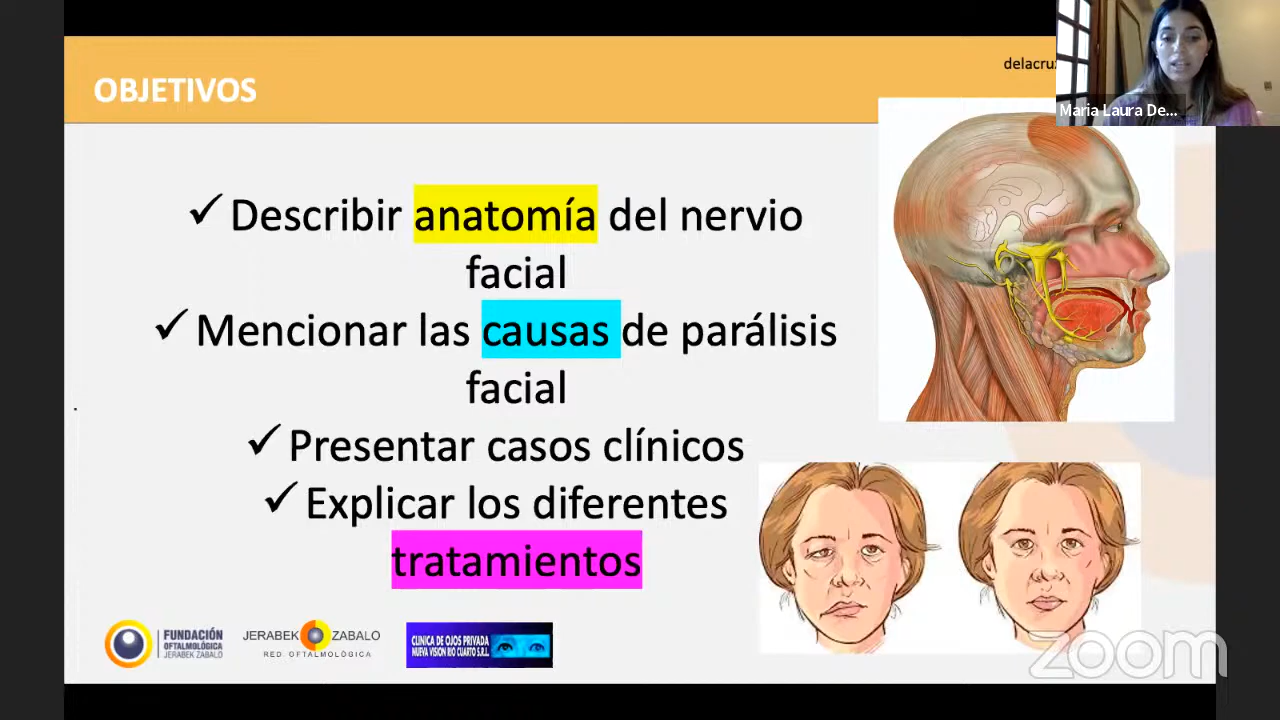 OBJETIVOS
delacruz
Maria Laura De...
✓ Describir anatomía del nervio
facial
✓ Mencionar las causas de parálisis
facial
✓ Presentar casos clínicos
✓ Explicar los diferentes
tratamientos
FUNDACIÓN
OFTALMOLÓGICA
JERABEK ZABALO
JERABEK ZABALO
RED OFTALMOLÓGICA
CLINICA DE OJOS PRIVADA
NUEVA VISION RIO CUARTO S.R.L.
zoom